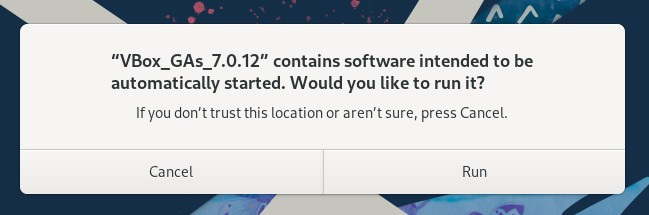 “VBox_GAs_7.0.12” contains software intended to be
automatically started. Would you like to run it?
If you don’t trust this location or aren’t sure, press Cancel.
Cancel
Run